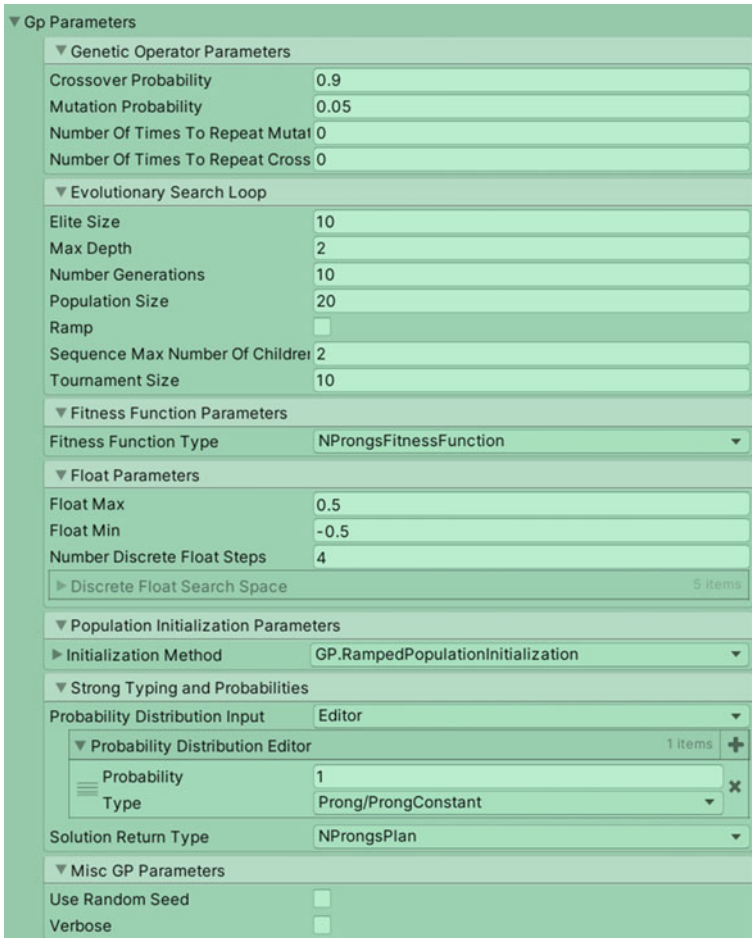 Gp Parameters
Genetic Operator Parameters
Crossover Probability 0.9
Mutation Probability 0.05
Number Of Times To Repeat Mutat 0
Number Of Times To Repeat Cross 0
Evolutionary Search Loop
Elite Size 10
Max Depth 2
Number Generations 10
Population Size 20
Ramp
Sequence Max Number Of Children 2
Tournament Size 10
Fitness Function Parameters
Fitness Function Type NProngsFitnessFunction
Float Parameters
Float Max 0.5
Float Min -0.5
Number Discrete Float Steps 4
Discrete Float Search Space 5 items
Population Initialization Parameters
Initialization Method GP.RampedPopulationInitialization
Strong Typing and Probabilities
Probability Distribution Input Editor
Probability Distribution Editor 1 items
Probability 1
Type Prong/ProngConstant
Solution Return Type NProngsPlan
Misc GP Parameters
Use Random Seed
Verbose